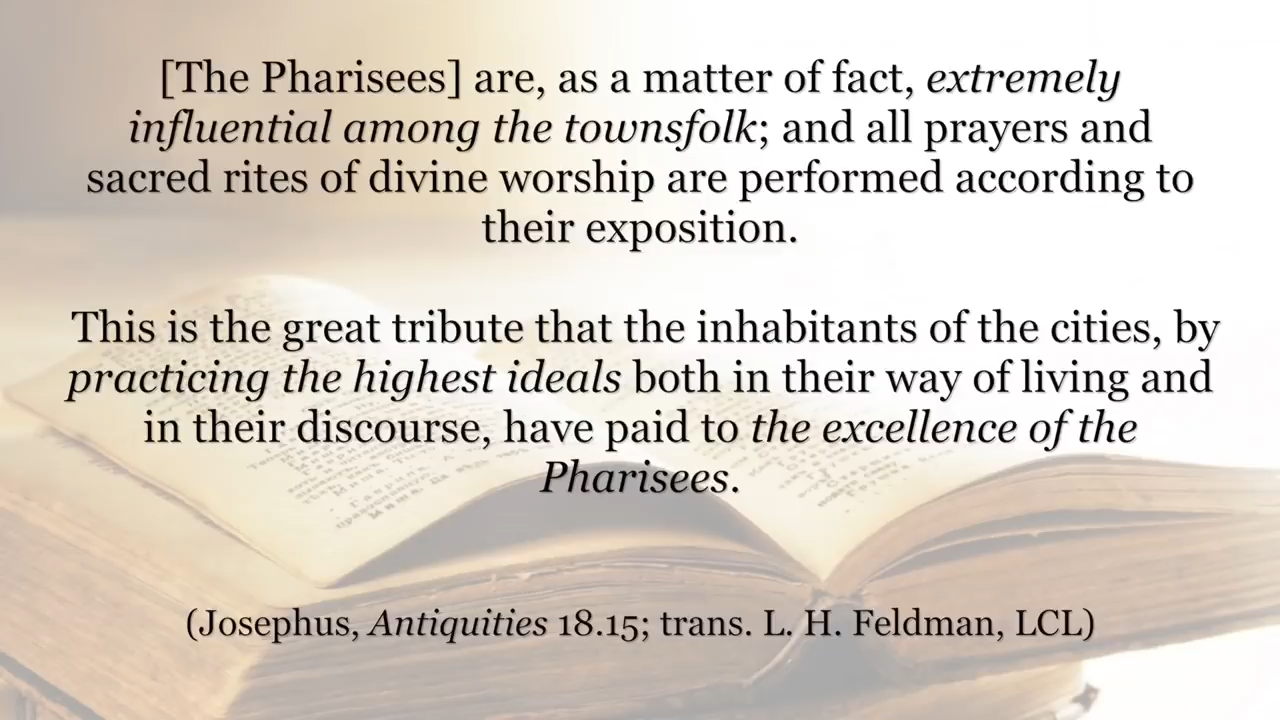 [The Pharisees] are, as a matter of fact, extremely
influential among the townsfolk; and all prayers and
sacred rites of divine worship are performed according to
their exposition.
This is the great tribute that the inhabitants of the cities, by
practicing the highest ideals both in their way of living and
in their discourse, have paid to the excellence of the
Pharisees.
(Josephus, Antiquities 18.15; trans. L. H. Feldman, LCL)